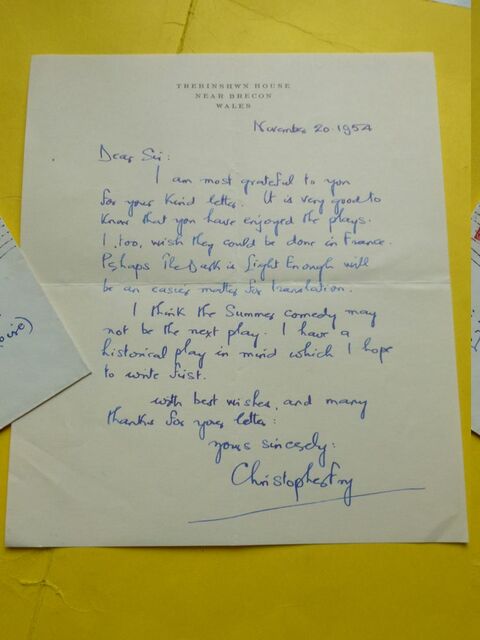 TREBINSHWN HOUSE
NEAR BRECON
WALES
November 20. 1954
Dear Sir:
I am most grateful to you
for your kind letter. It is very good to
know that you have enjoyed the plays.
I, too, wish they could be done in France.
Perhaps The Dark is Light Enough will
be an easier matter for translation.
I think the Summer comedy may
not be the next play. I have a
historical play in mind which I hope
to write first.
with best wishes, and many
thanks for your letter:
yours sincerely:
Christopher Fry